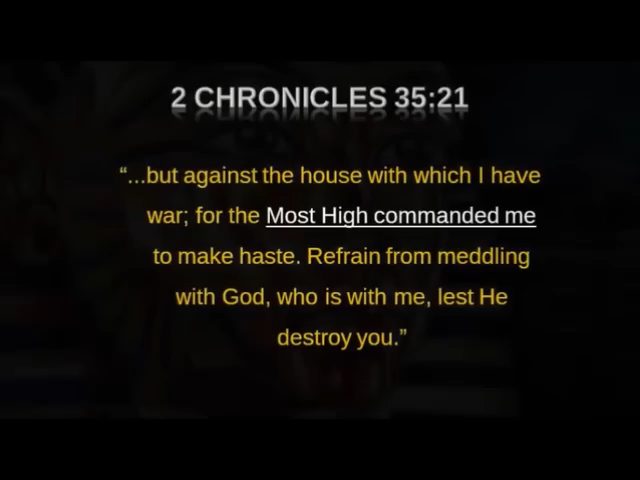 2 CHRONICLES 35:21
“...but against the house with which I have
war; for the Most High commanded me
to make haste. Refrain from meddling
with God, who is with me, lest He
destroy you.”